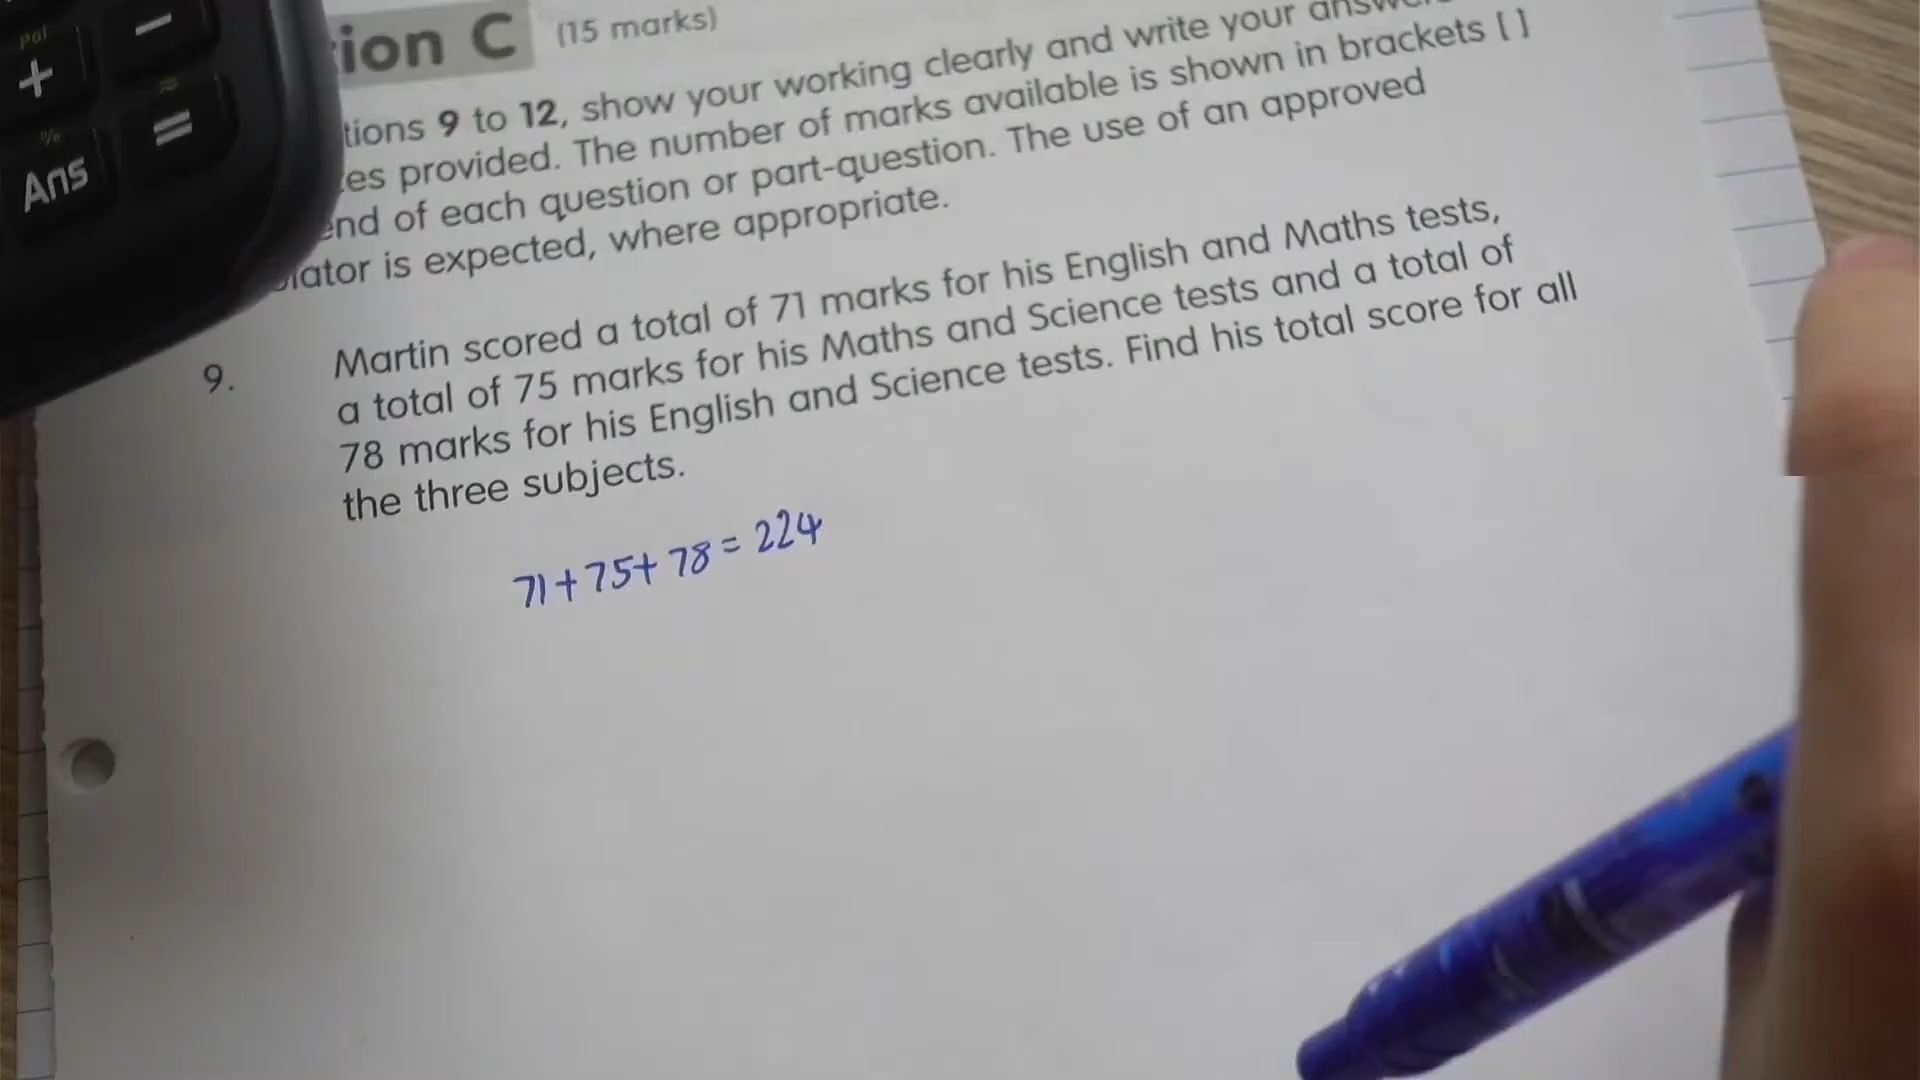 Pol
+
−
%
Ans
=
ion C (15 marks)
tions 9 to 12, show your working clearly and write your
es provided. The number of marks available is shown in brackets [ ]
end of each question or part-question. The use of an approved
lator is expected, where appropriate.
9. Martin scored a total of 71 marks for his English and Maths tests,
a total of 75 marks for his Maths and Science tests and a total of
78 marks for his English and Science tests. Find his total score for all
the three subjects.
71+75+78=224